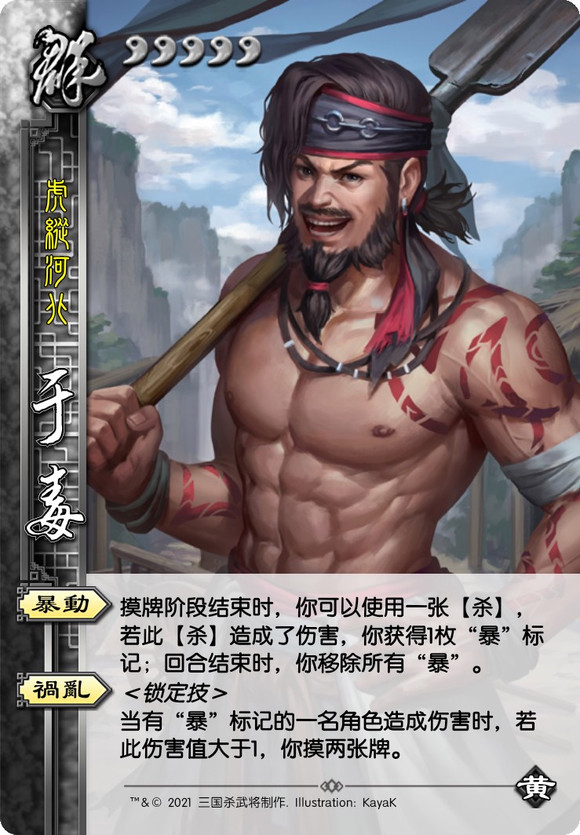 群
虎縱河北
于毒
暴動
摸牌阶段结束时，你可以使用一张【杀】，
若此【杀】造成了伤害，你获得1枚“暴”标
记；回合结束时，你移除所有“暴”。
禍亂
<锁定技>
当有“暴”标记的一名角色造成伤害时，若
此伤害值大于1，你摸两张牌。
黄
™&© 2021 三国杀武将制作. Illustration: KayaK